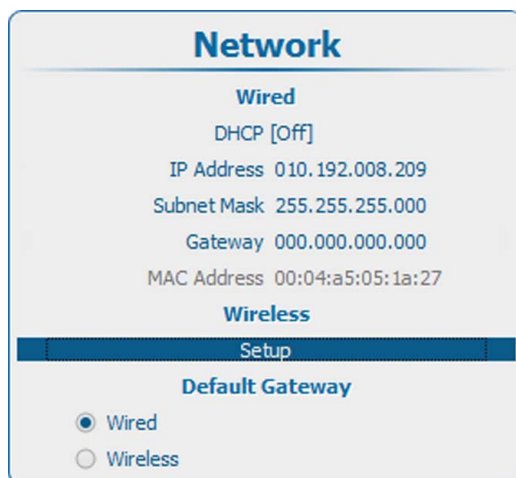 Network
Wired
DHCP [Off]
IP Address 010.192.008.209
Subnet Mask 255.255.255.000
Gateway 000.000.000.000
MAC Address 00:04:a5:05:1a:27
Wireless
Setup
Default Gateway
Wired
Wireless